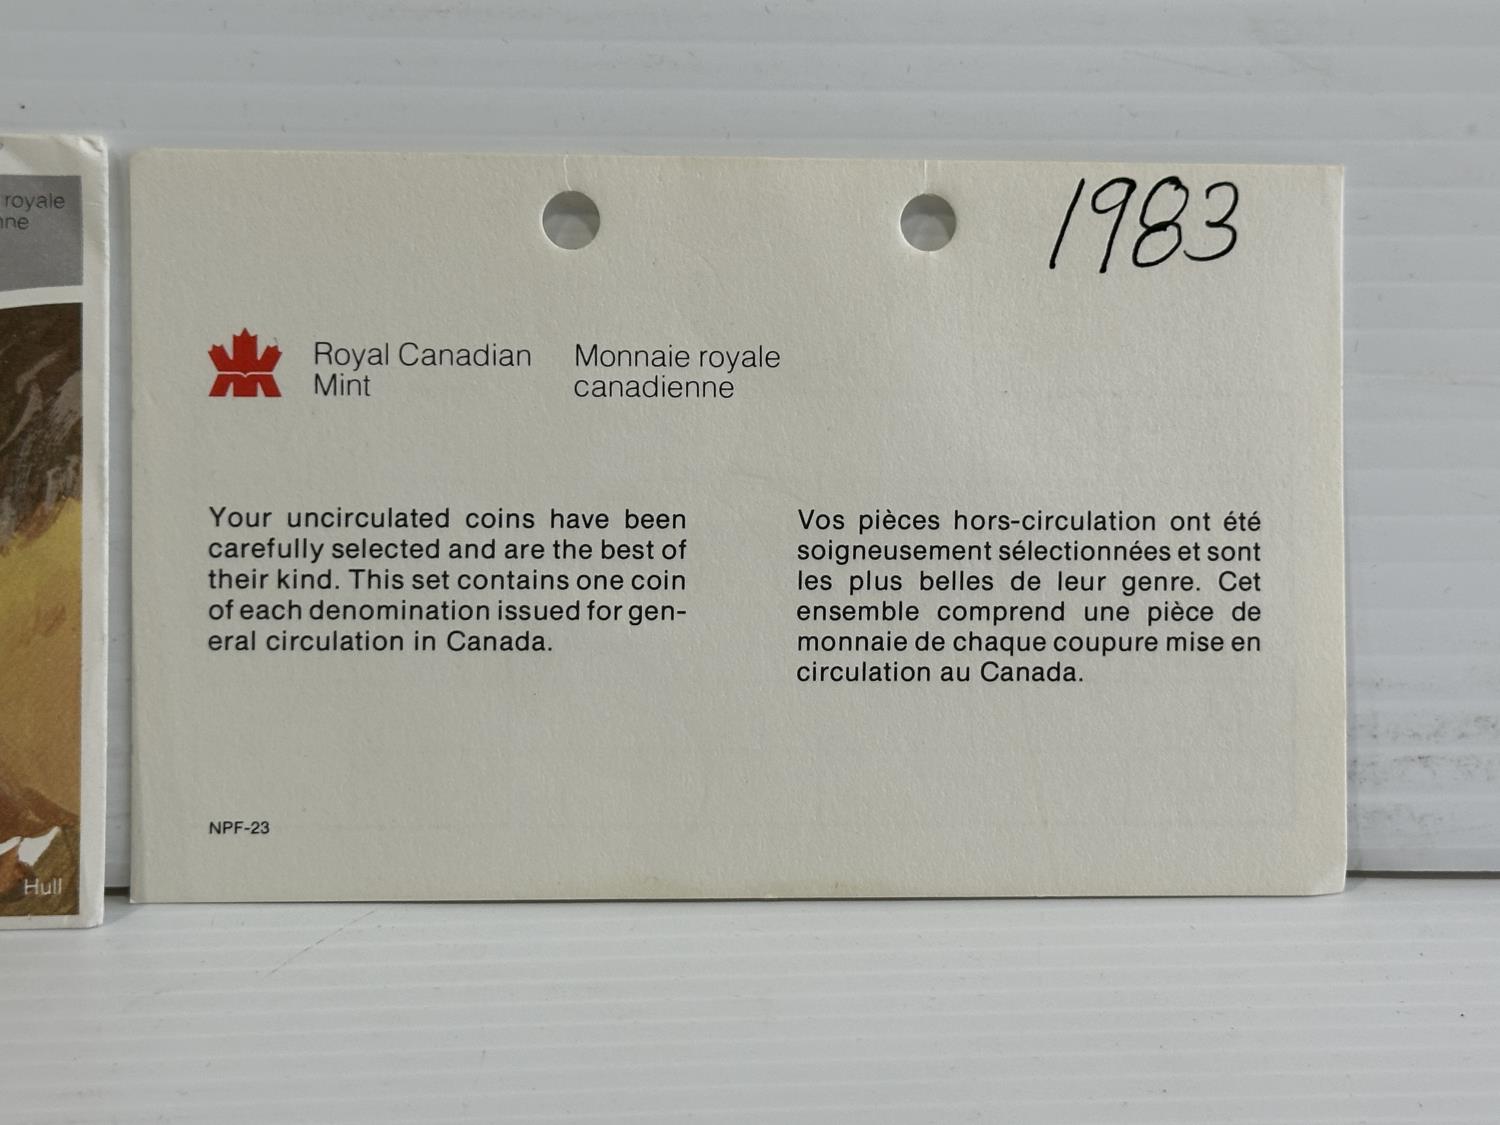 royale
nne
Hull
1983
Royal Canadian
Mint
Monnaie royale
canadienne
Your uncirculated coins have been
carefully selected and are the best of
their kind. This set contains one coin
of each denomination issued for gen-
eral circulation in Canada.
Vos pièces hors-circulation ont été
soigneusement sélectionnées et sont
les plus belles de leur genre. Cet
ensemble comprend une pièce de
monnaie de chaque coupure mise en
circulation au Canada.
NPF-23